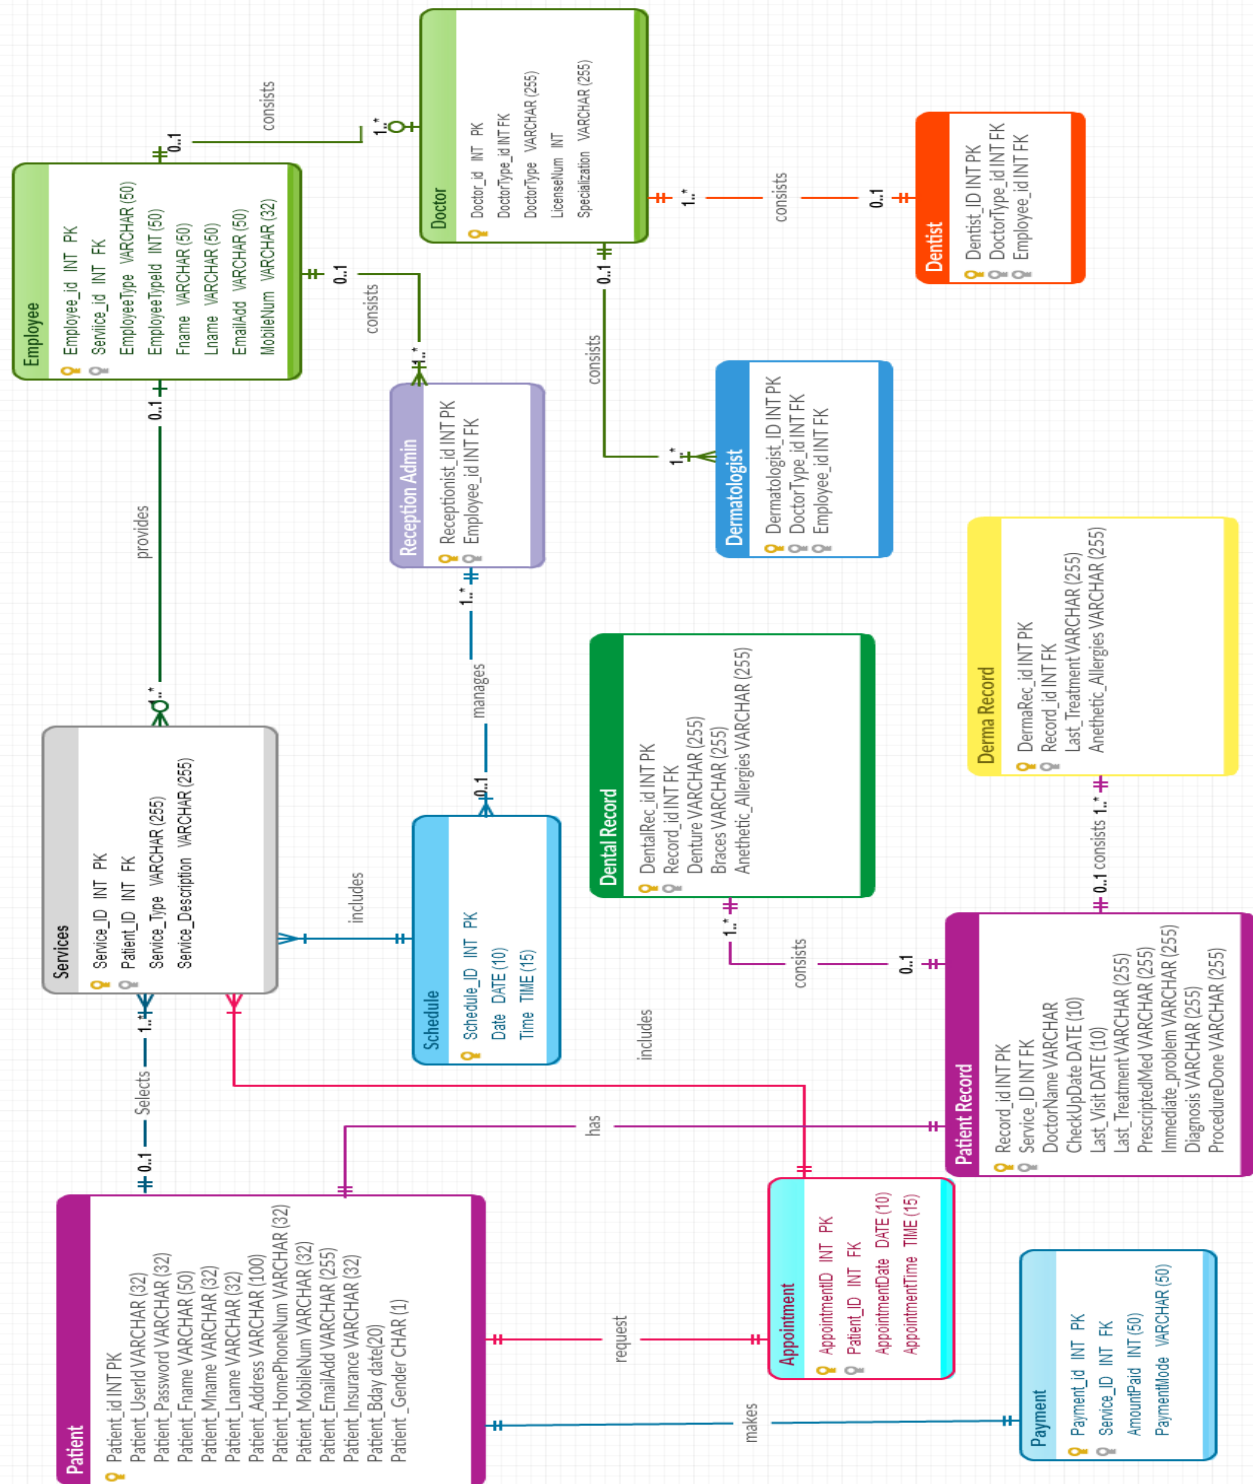 Patient
Patient_id INT PK
Patient_UserId VARCHAR (32)
Patient_Password VARCHAR (32)
Patient_Fname VARCHAR (50)
Patient_Mname VARCHAR (32)
Patient_Lname VARCHAR (32)
Patient_Address VARCHAR (100)
Patient_HomePhoneNum VARCHAR (32)
Patient_MobileNum VARCHAR (32)
Patient_EmailAdd VARCHAR (255)
Patient_Insurance VARCHAR (32)
Patient_Bday date(20)
Patient _Gender CHAR (1)
0..1
Selects
1..*
Services
Service_ID INT PK
Patient_ID INT FK
Service_Type VARCHAR (255)
Service_Description VARCHAR (255)
1..*
provides
0..1
Employee
Employee_id INT PK
Serviice_id INT FK
EmployeeType VARCHAR (50)
EmployeeTypeId INT (50)
Fname VARCHAR (50)
Lname VARCHAR (50)
EmailAdd VARCHAR (50)
MobileNum VARCHAR (32)
0..1
consists
1..*
0..1
consists
1..*
Doctor
Doctor_id INT PK
DoctorType_id INT FK
DoctorType VARCHAR (255)
LicenseNum INT
Specialization VARCHAR (255)
Reception Admin
Receptionist_id INT PK
Employee_id INT FK
1..*
manages
0..1
includes
Schedule
Schedule_ID INT PK
Date DATE (10)
Time TIME (15)
0..1
consists
1..*
1..*
consists
0..1
Dermatologist
Dermatologist_ID INT PK
DoctorType_id INT FK
Employee_id INT FK
Dentist
Dentist_ID INT PK
DoctorType_id INT FK
Employee_id INT FK
Dental Record
DentalRec_id INT PK
Record_id INT FK
Denture VARCHAR (255)
Braces VARCHAR (255)
Anethetic_Allergies VARCHAR (255)
1..*
consists
0..1
includes
has
request
makes
Derma Record
DermaRec_id INT PK
Record_id INT FK
Last_Treatment VARCHAR (255)
Anethetic_Allergies VARCHAR (255)
0..1 consists 1..*
Patient Record
Record_id INT PK
Service_ID INT FK
DoctorName VARCHAR
CheckUpDate DATE (10)
Last_Visit DATE (10)
Last_Treatment VARCHAR (255)
PrescriptedMed VARCHAR (255)
Immediate_problem VARCHAR (255)
Diagnosis VARCHAR (255)
ProcedureDone VARCHAR (255)
Appointment
AppointmentID INT PK
Patient_ID INT FK
AppointmentDate DATE (10)
AppointmentTime TIME (15)
Payment
Payment_id INT PK
Service_ID INT FK
AmountPaid INT (50)
PaymentMode VARCHAR (50)